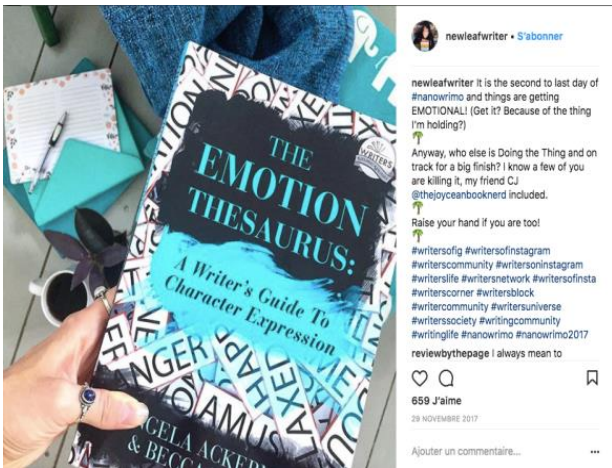 THE
EMOTION
THESAURUS:
A Writer's Guide To
Character Expression
& BECCA
WRITERS
newleafwriter • S'abonner
newleafwriter It is the second to last day of
#nanowrimo and things are getting
EMOTIONAL! (Get it? Because of the thing
I'm holding?)
🌴
Anyway, who else is Doing the Thing and on
track for a big finish? I know a few of you
are killing it, my friend CJ
@thejoyceanbooknerd included.
🌴
Raise your hand if you are too!
🌴
#writersofig #writersofinstagram
#writerscommunity #writersoninstagram
#writerslife #writersnetwork #writersofinsta
#writerscorner #writersblock
#writercommunity #writersuniverse
#writerssociety #writingcommunity
#writinglife #nanowrimo #nanowrimo2017
reviewbythepage I always mean to
659 J'aime
29 NOVEMBRE 2017
Ajouter un commentaire...